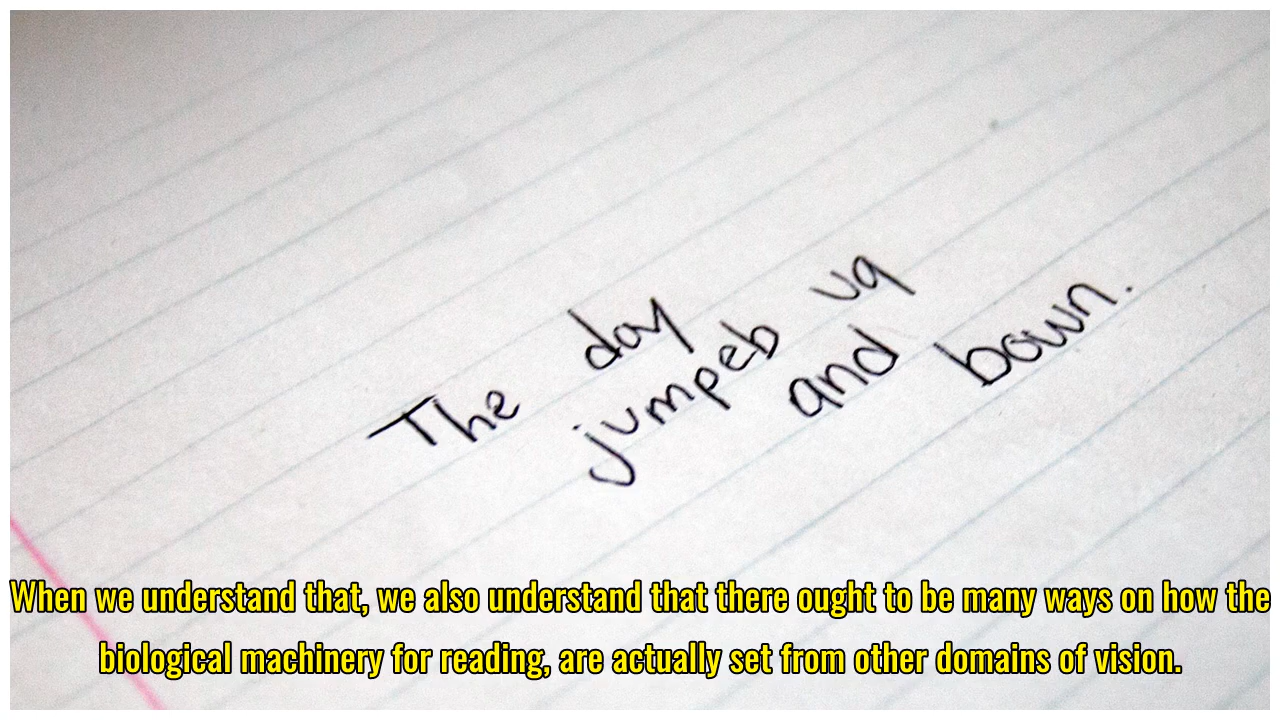 The doy
jumpeb uq
and bown.
When we understand that, we also understand that there ought to be many ways on how the
biological machinery for reading, are actually set from other domains of vision.